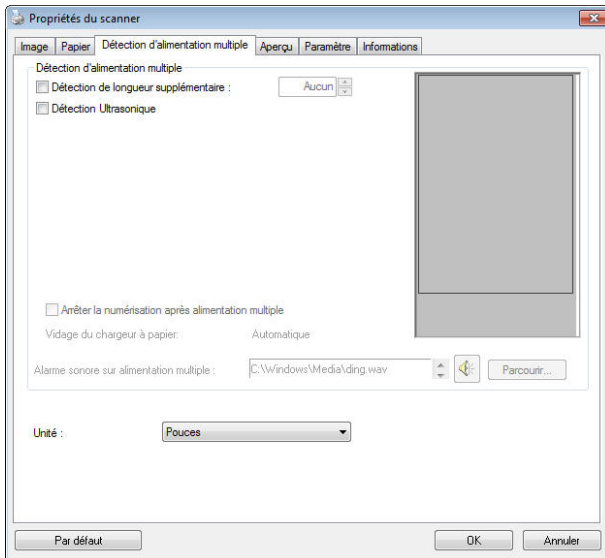 Propriétés du scanner
Image Papier Détection d'alimentation multiple Aperçu Paramètre Informations
Détection d'alimentation multiple
Détection de longueur supplémentaire : Aucun
Détection Ultrasonique
Arrêter la numérisation après alimentation multiple
Vidage du chargeur à papier: Automatique
Alarme sonore sur alimentation multiple : C:\Windows\Media\ding.wav Parcourir...
Unité : Pouces
Par défaut OK Annuler